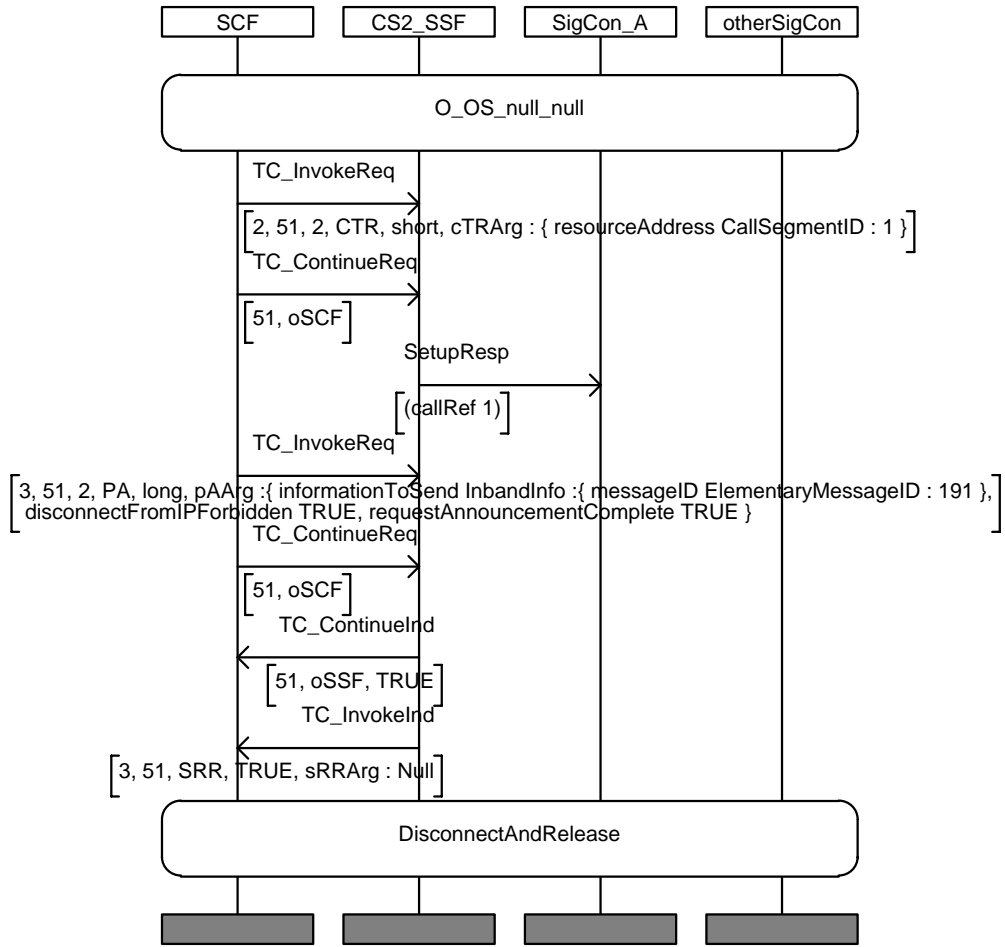 SCF CS2_SSF SigCon_A otherSigCon
O_OS_null_null
TC_InvokeReq
2, 51, 2, CTR, short, cTRArg : { resourceAddress CallSegmentID : 1 }
TC_ContinueReq
51, oSCF
SetupResp
(callRef 1)
TC_InvokeReq
3, 51, 2, PA, long, pAArg :{ informationToSend InbandInfo :{ messageID ElementaryMessageID : 191 },
disconnectFromIPForbidden TRUE, requestAnnouncementComplete TRUE }
TC_ContinueReq
51, oSCF
TC_ContinueInd
51, oSSF, TRUE
TC_InvokeInd
3, 51, SRR, TRUE, sRRArg : Null
DisconnectAndRelease